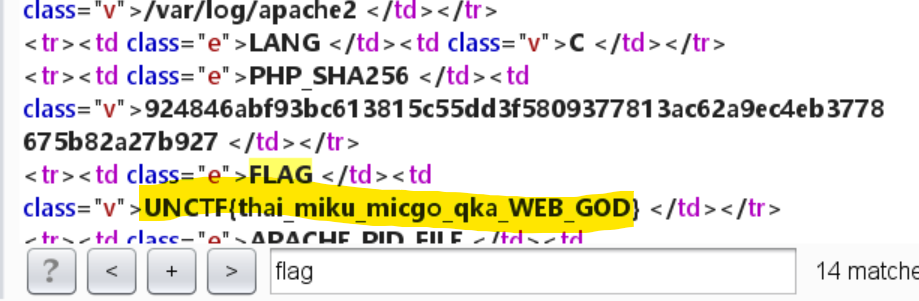 class="v">/var/log/apache2 </td></tr>
<tr><td class="e">LANG </td><td class="v">C </td></tr>
<tr><td class="e">PHP_SHA256 </td><td
class="v">924846abf93bc613815c55dd3f5809377813ac62a9ec4eb3778
675b82a27b927 </td></tr>
<tr><td class="e">FLAG </td><td
class="v">UNCTF{thai_miku_micgo_qka_WEB_GOD} </td></tr>
<tr><td class="e">APACHE_PID_FILE </td><td
? < + > flag 14 matche